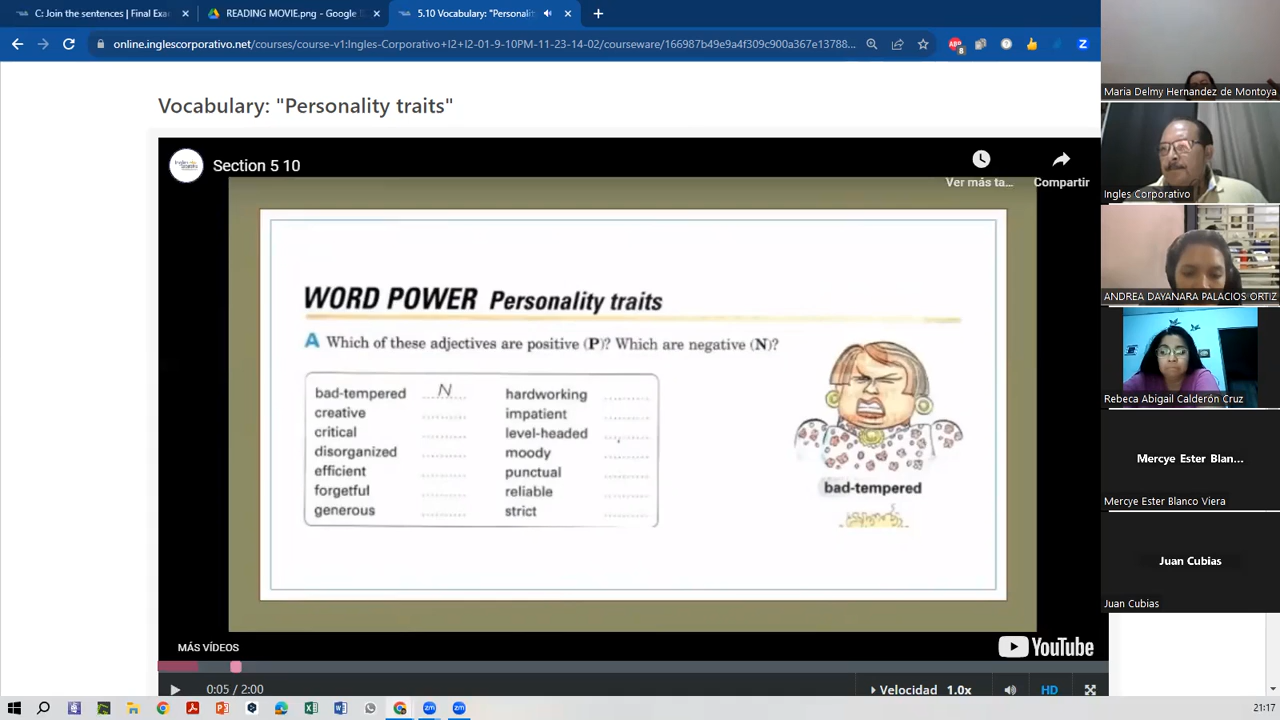 C: Join the sentences | Final Exa
READING MOVIE.png - Google
5.10 Vocabulary: "Personality
online.inglescorporativo.net/courses/course-v1:Ingles-Corporativo+I2+I2-01-9-10PM-11-23-14-02/courseware/166987b49e9a4f309c900a367e13788...
Vocabulary: "Personality traits"
Section 5 10
Ver más ta...
Compartir
WORD POWER Personality traits
A Which of these adjectives are positive (P)? Which are negative (N)?
bad-tempered N hardworking
creative impatient
critical level-headed
disorganized moody
efficient punctual
forgetful reliable
generous strict
bad-tempered
MÁS VÍDEOS
YouTube
0:05 / 2:00
Velocidad 1.0x
HD
Maria Delmy Hernandez de Montoya
Ingles Corporativo
ANDREA DAYANARA PALACIOS ORTIZ
Rebeca Abigail Calderón Cruz
Mercye Ester Blan...
Mercye Ester Blanco Viera
Juan Cubias
Juan Cubias
21:17